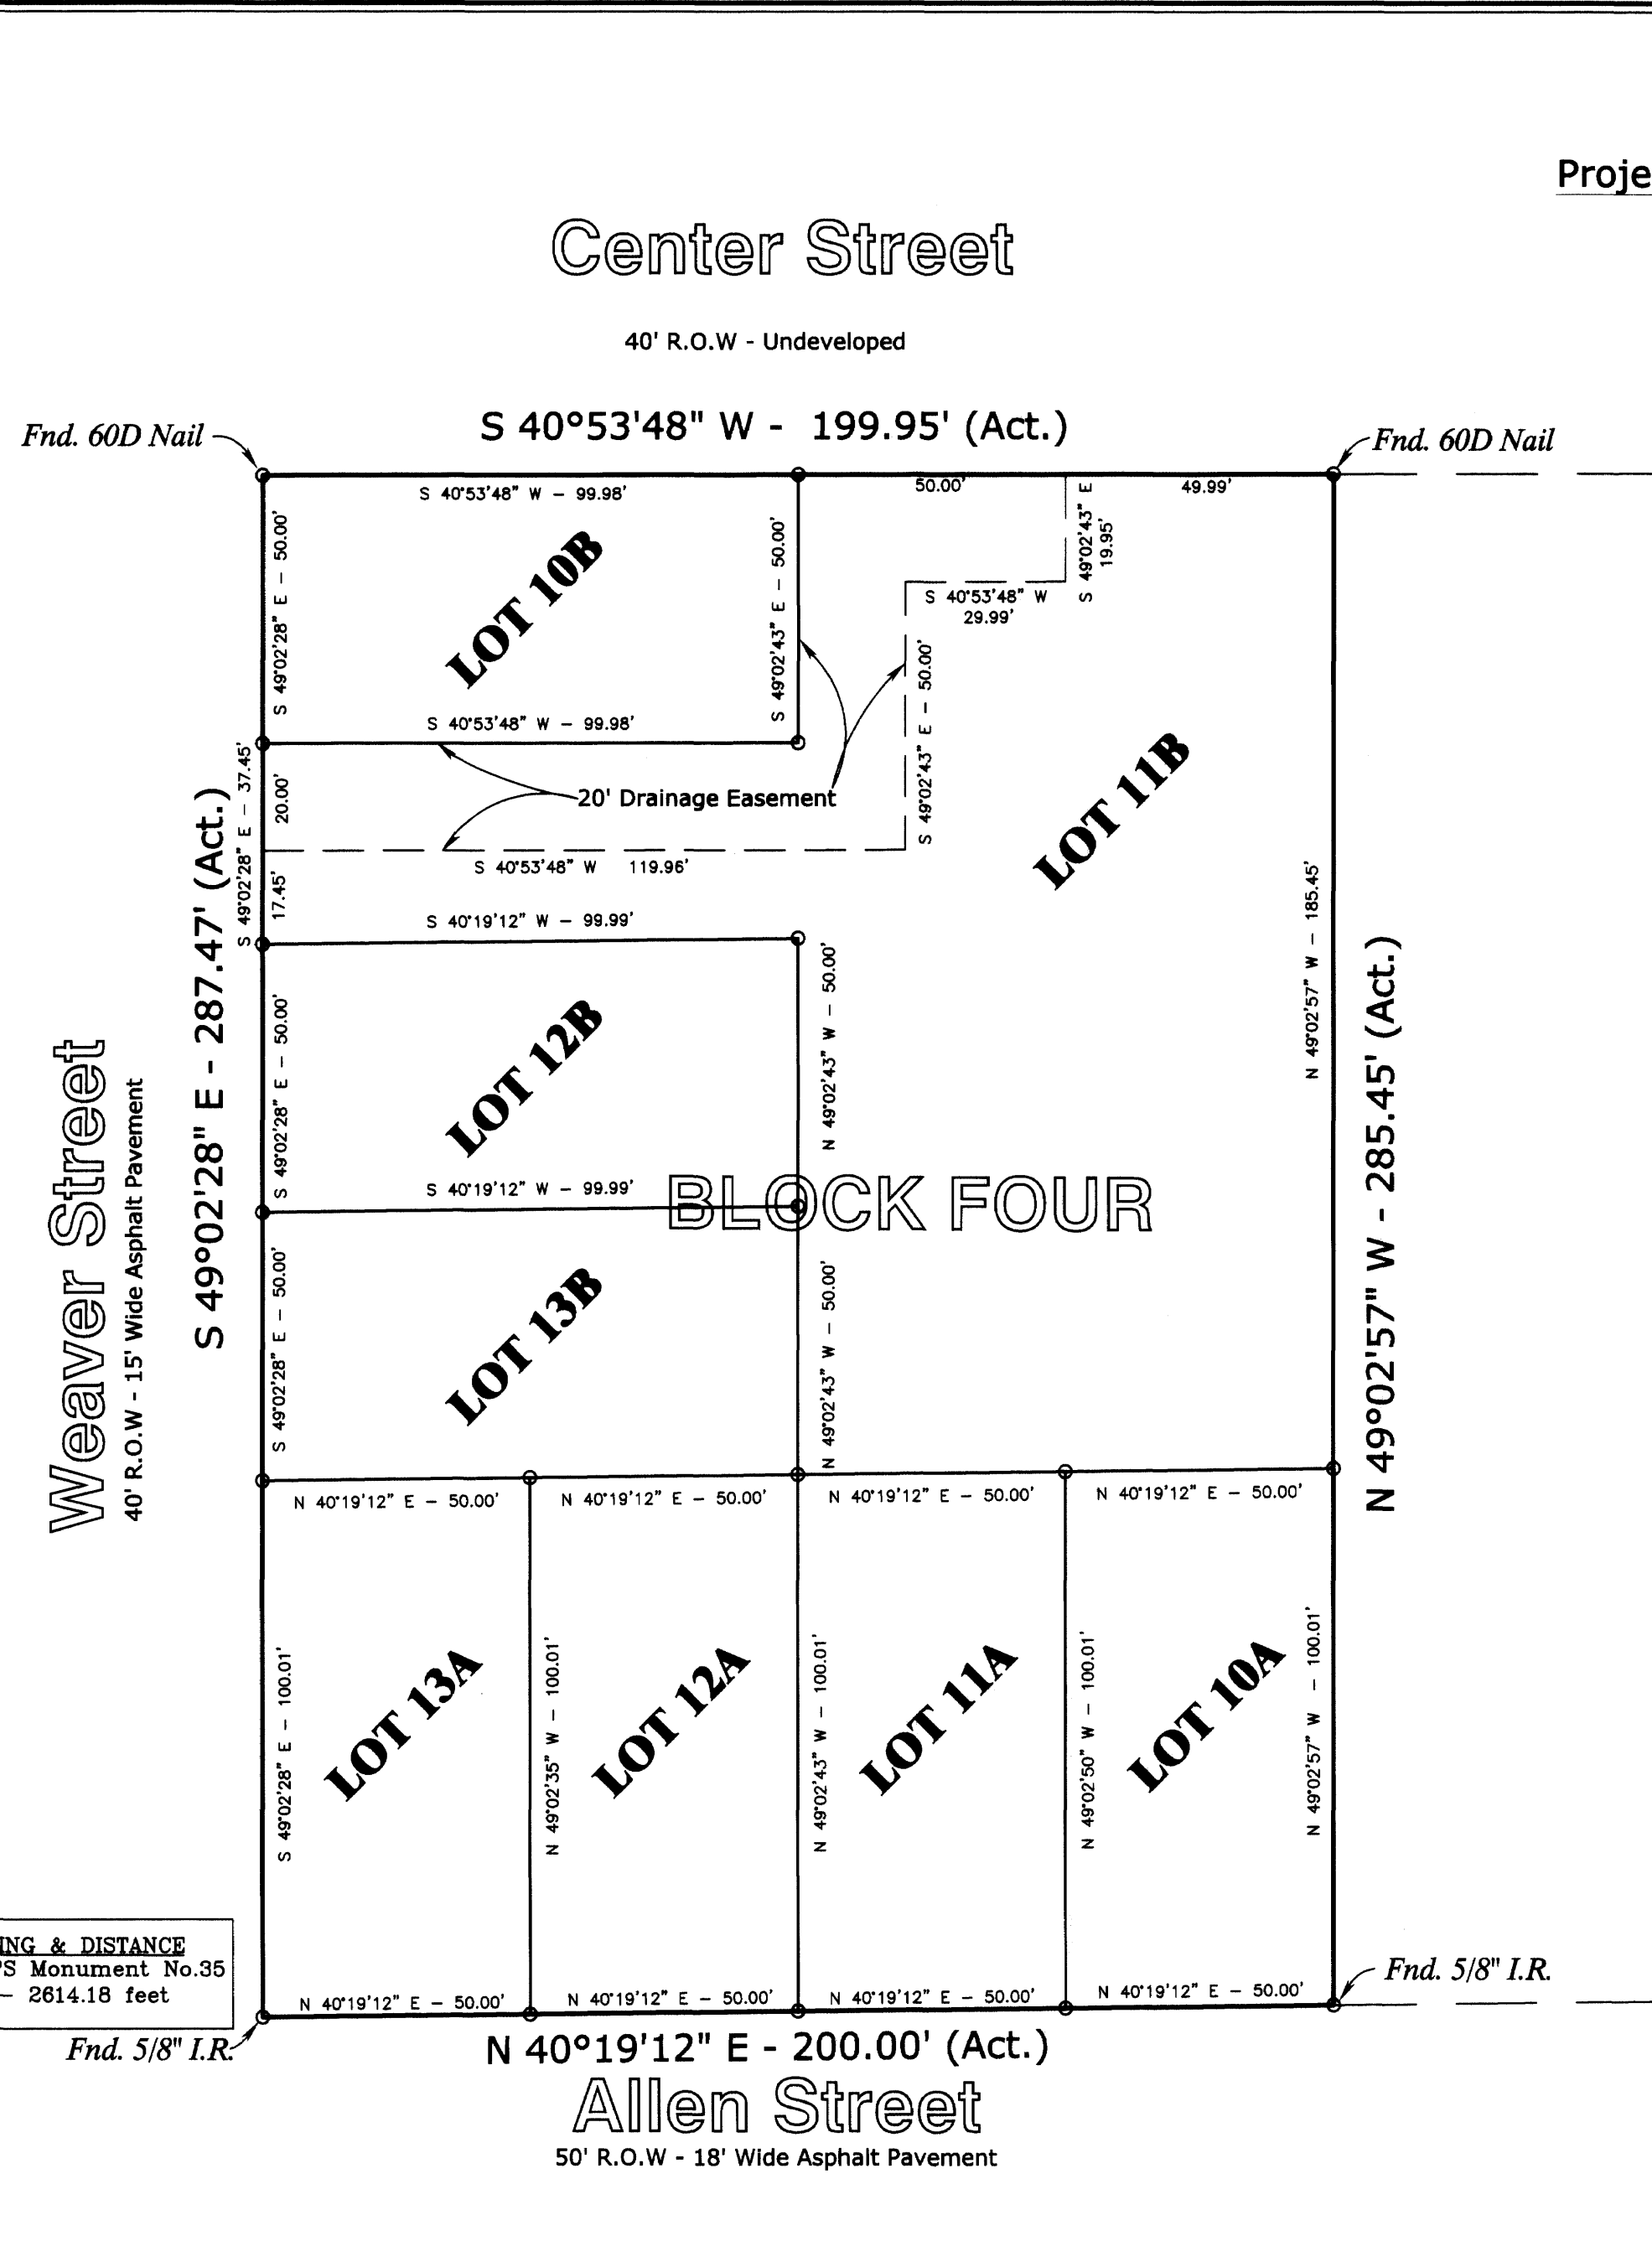 Proje
Center Street
40' R.O.W - Undeveloped
S 40°53'48" W - 199.95' (Act.)
Fnd. 60D Nail
Fnd. 60D Nail
S 40°53'48" W - 99.98'
50.00'
49.99'
S 49°02'43" E
19.95'
S 49°02'28" E - 50.00'
LOT 10B
S 49°02'43" E - 50.00'
S 40°53'48" W
29.99'
S 40°53'48" W - 99.98'
S 49°02'43" E - 50.00'
LOT 11B
S 49°02'28" E - 37.45'
20.00'
20' Drainage Easement
S 40°53'48" W 119.96'
17.45'
S 49°02'28" E - 287.47' (Act.)
S 40°19'12" W - 99.99'
N 49°02'57" W - 185.45'
N 49°02'57" W - 285.45' (Act.)
Weaver Street
40' R.O.W - 15' Wide Asphalt Pavement
S 49°02'28" E - 50.00'
LOT 12B
N 49°02'43" W - 50.00'
S 40°19'12" W - 99.99'
BLOCK FOUR
S 49°02'28" E - 50.00'
LOT 13B
N 49°02'43" W - 50.00'
N 40°19'12" E - 50.00'
N 40°19'12" E - 50.00'
N 40°19'12" E - 50.00'
N 40°19'12" E - 50.00'
S 49°02'28" E - 100.01'
LOT 13A
N 49°02'35" W - 100.01'
LOT 12A
N 49°02'43" W - 100.01'
LOT 11A
N 49°02'50" W - 100.01'
LOT 10A
N 49°02'57" W - 100.01'
ING & DISTANCE
PS Monument No.35
- 2614.18 feet
Fnd. 5/8" I.R.
Fnd. 5/8" I.R.
N 40°19'12" E - 50.00'
N 40°19'12" E - 50.00'
N 40°19'12" E - 50.00'
N 40°19'12" E - 50.00'
N 40°19'12" E - 200.00' (Act.)
Allen Street
50' R.O.W - 18' Wide Asphalt Pavement